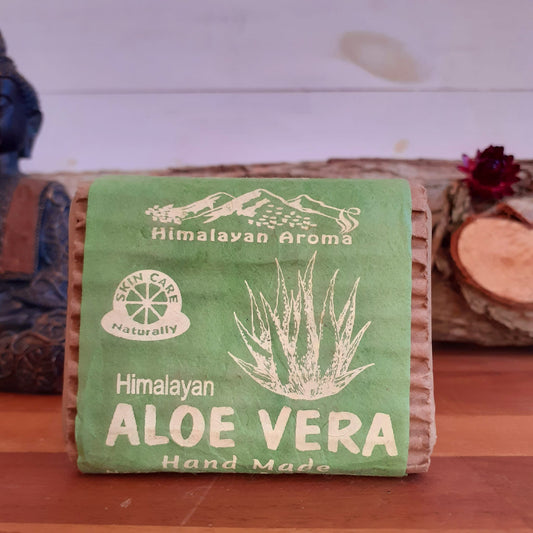 Himalayan Aroma
SKIN CARE
Naturally
Himalayan
ALOE VERA
Hand Made